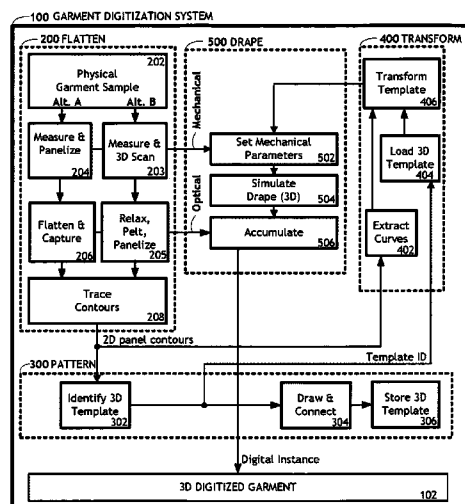 100 GARMENT DIGITIZATION SYSTEM
200 FLATTEN
202
Physical
Garment Sample
Alt. A
Alt. B
Measure &
Panelize
204
Measure &
3D Scan
203
Flatten &
Capture
206
Relax,
Pelt,
Panelize
205
Trace
Contours
208
Mechanical
Optical
500 DRAPE
Set Mechanical
Parameters
502
Simulate
Drape (3D)
504
Accumulate
506
400 TRANSFORM
Transform
Template
406
Load 3D
Template
404
Extract
Curves
402
2D panel contours
Template ID
300 PATTERN
Identify 3D
Template
302
Draw &
Connect
304
Store 3D
Template
306
Digital Instance
3D DIGITIZED GARMENT
102